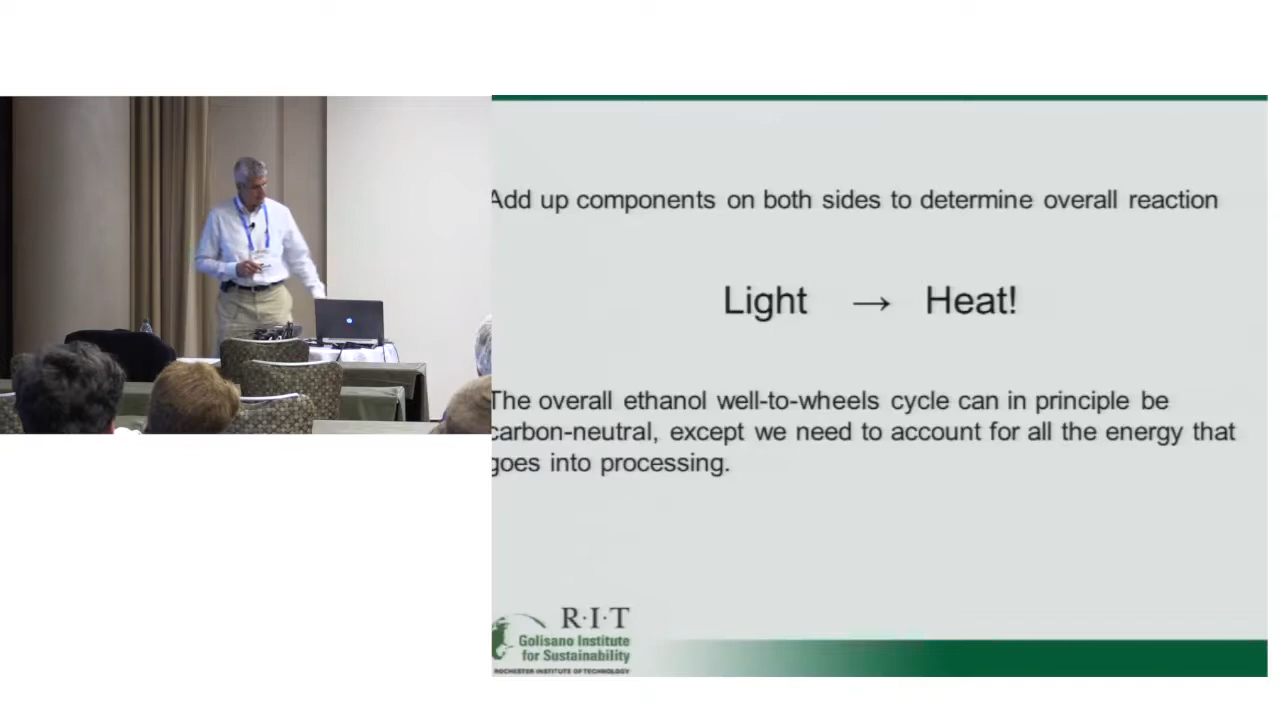 Add up components on both sides to determine overall reaction
Light → Heat!
The overall ethanol well-to-wheels cycle can in principle be
carbon-neutral, except we need to account for all the energy that
goes into processing.
R·I·T
Golisano Institute
for Sustainability
ROCHESTER INSTITUTE OF TECHNOLOGY